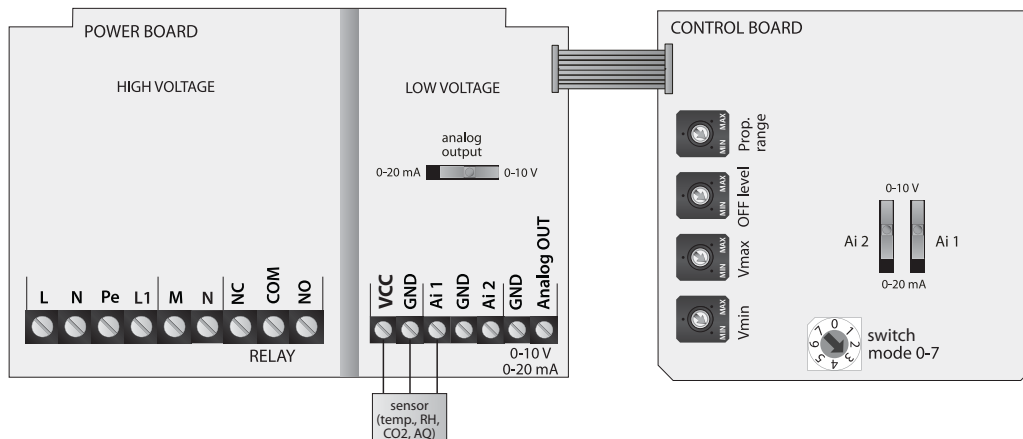 POWER BOARD
HIGH VOLTAGE
LOW VOLTAGE
analog
output
0-20 mA
0-10 V
L N Pe L1 M N NC COM NO
RELAY
VCC GND Ai 1 GND Ai 2 GND Analog OUT
0-10 V
0-20 mA
sensor
(temp., RH,
CO2, AQ)
CONTROL BOARD
MIN MAX
Prop.
range
MIN MAX
OFF level
MIN MAX
Vmax
MIN MAX
Vmin
0-10 V
Ai 2
Ai 1
0-20 mA
0 1 2 3 4 5 6 7
switch
mode 0-7